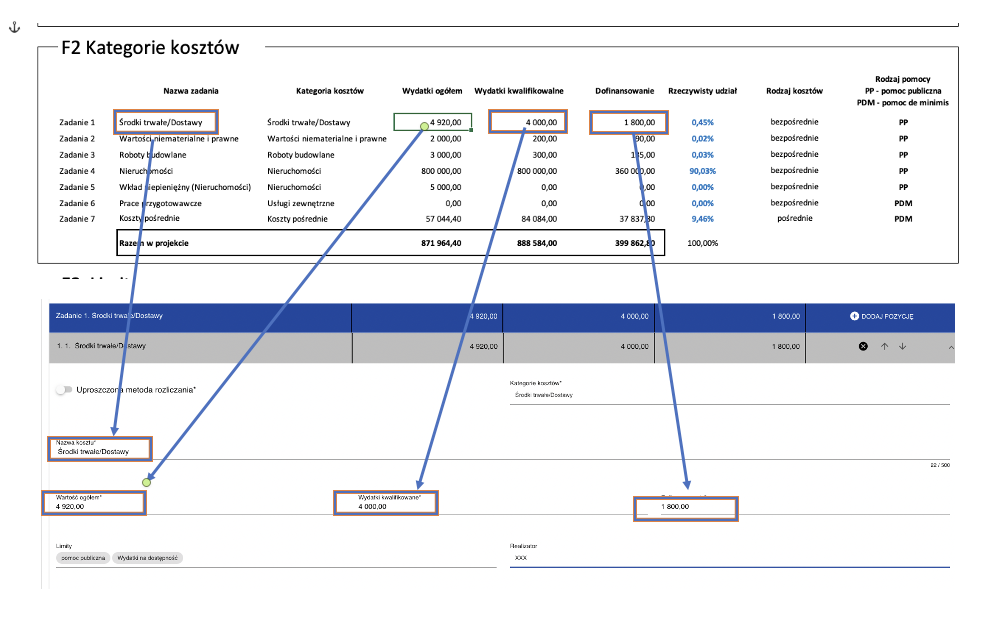 F2 Kategorie kosztów
Rodzaj pomocy
Nazwa zadania Kategoria kosztów Wydatki ogółem Wydatki kwalifikowalne Dofinansowanie Rzeczywisty udział Rodzaj kosztów PP - pomoc publiczna
PDM - pomoc de minimis
Zadanie 1 Środki trwałe/Dostawy Środki trwałe/Dostawy 4 920,00 4 000,00 1 800,00 0,45% bezpośrednie PP
Zadanie 2 Wartości niematerialne i prawne Wartości niematerialne i prawne 2 000,00 200,00 90,00 0,02% bezpośrednie PP
Zadanie 3 Roboty budowlane Roboty budowlane 3 000,00 300,00 135,00 0,03% bezpośrednie PP
Zadanie 4 Nieruchomości Nieruchomości 800 000,00 800 000,00 360 000,00 90,03% bezpośrednie PP
Zadanie 5 Wkład niepieniężny (Nieruchomości) Nieruchomości 5 000,00 0,00 0,00 0,00% bezpośrednie PP
Zadanie 6 Prace przygotowawcze Usługi zewnętrzne 0,00 0,00 0,00 0,00% bezpośrednie PDM
Zadanie 7 Koszty pośrednie Koszty pośrednie 57 044,40 84 084,00 37 837,80 9,46% pośrednie PDM
Razem w projekcie 871 964,40 888 584,00 399 862,80 100,00%
Zadanie 1. Środki trwałe/Dostawy 4 920,00 4 000,00 1 800,00 DODAJ POZYCJĘ
1. 1. Środki trwałe/Dostawy 4 920,00 4 000,00 1 800,00
Uproszczona metoda rozliczania*
Kategorie kosztów*
Środki trwałe/Dostawy
Nazwa kosztu*
Środki trwałe/Dostawy
22 / 500
Wartość ogółem* Wydatki kwalifikowane*
4 920,00 4 000,00 1 800.00
Limity Realizator
pomoc publiczna Wydatki na dostępność XXX